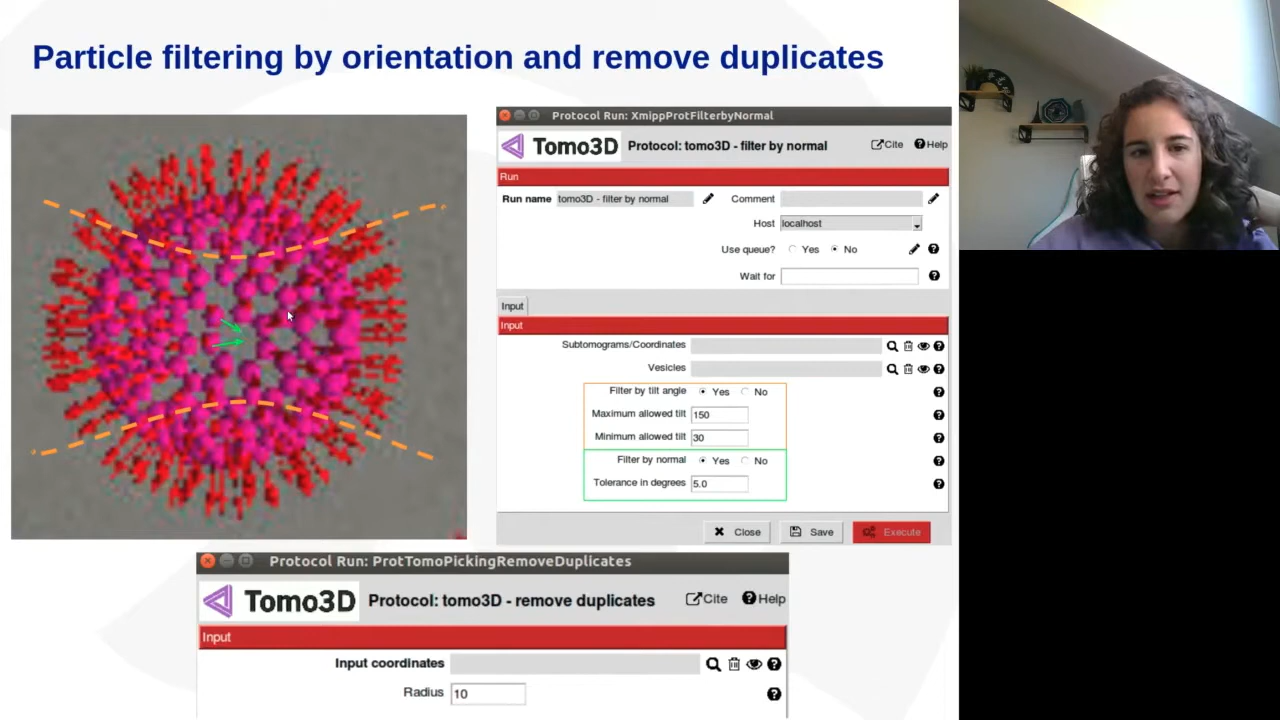 Particle filtering by orientation and remove duplicates
Protocol Run: XmippProtFilterbyNormal
Tomo3D Protocol: tomo3D - filter by normal Cite Help
Run
Run name tomo3D - filter by normal Comment
Host localhost
Use queue? Yes No
Wait for
Input
Input
Subtomograms/Coordinates
Vesicles
Filter by tilt angle Yes No
Maximum allowed tilt 150
Minimum allowed tilt 30
Filter by normal Yes No
Tolerance in degrees 5.0
Close Save Execute
Protocol Run: ProtTomoPickingRemoveDuplicates
Tomo3D Protocol: tomo3D - remove duplicates Cite Help
Input
Input coordinates
Radius 10